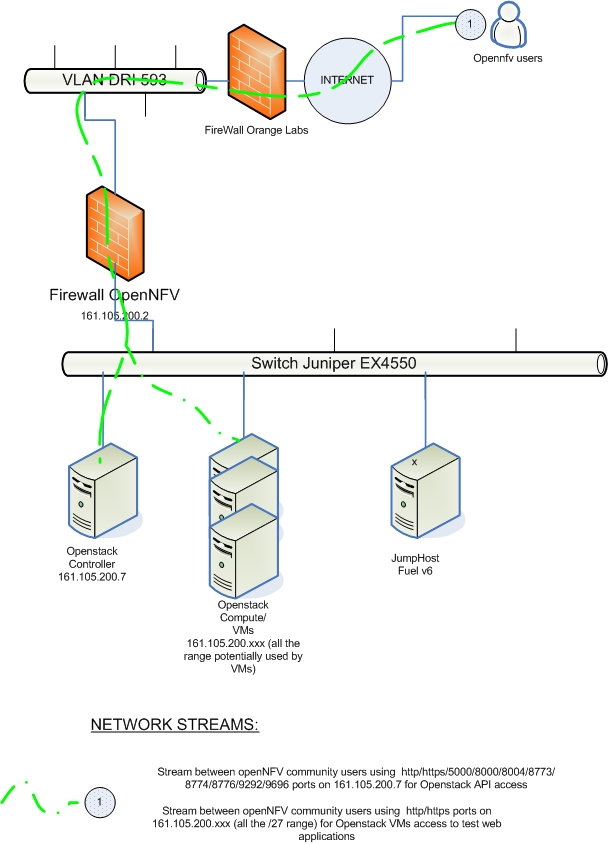 1
Opennfv users
INTERNET
VLAN DRI 593
FireWall Orange Labs
Firewall OpenNFV
161.105.200.2
Switch Juniper EX4550
x
Openstack
Controller
161.105.200.7
JumpHost
Fuel v6
Openstack
Compute/
VMs
161.105.200.xxx (all the
range potentially used by
VMs)
NETWORK STREAMS:
1
Stream between openNFV community users using http/https/5000/8000/8004/8773/
8774/8776/9292/9696 ports on 161.105.200.7 for Openstack API access
Stream between openNFV community users using http/https ports on
161.105.200.xxx (all the /27 range) for Openstack VMs access to test web
applications